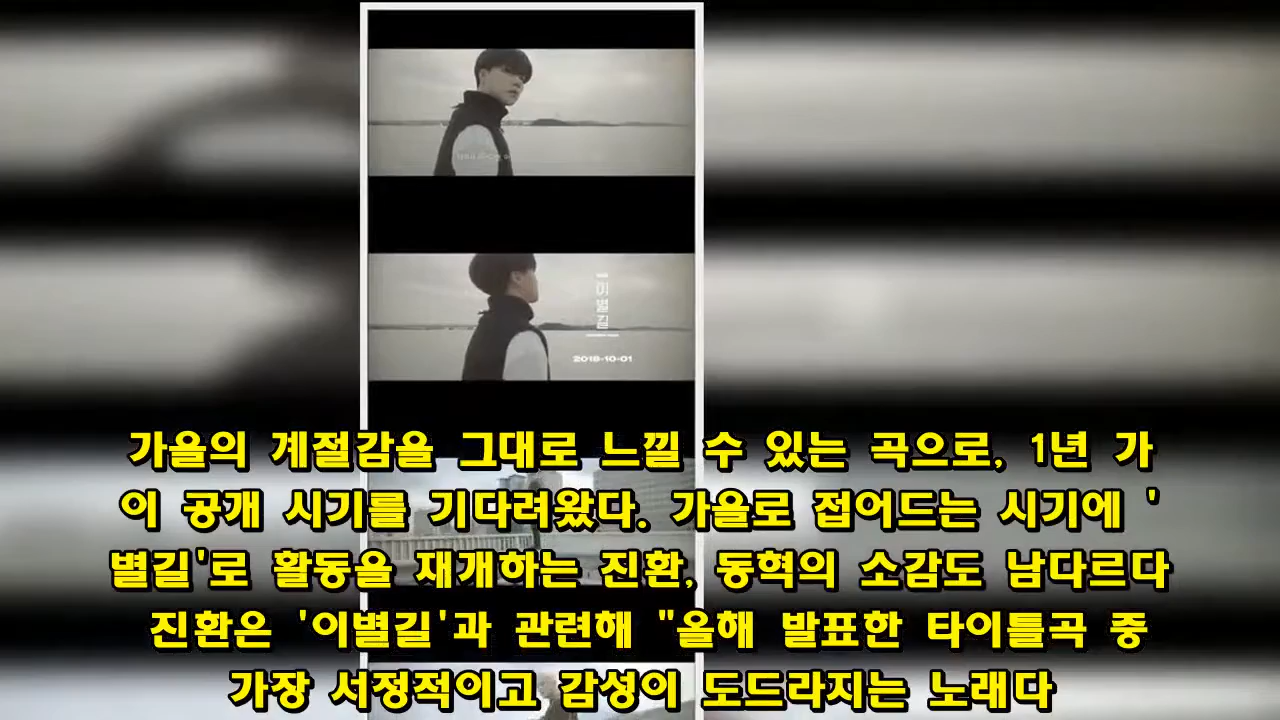 이별길
2018-10-01
가을의 계절감을 그대로 느낄 수 있는 곡으로, 1년 가
이 공개 시기를 기다려왔다. 가을로 접어드는 시기에 '
별길'로 활동을 재개하는 진환, 동혁의 소감도 남다르다
진환은 '이별길'과 관련해 "올해 발표한 타이틀곡 중
가장 서정적이고 감성이 도드라지는 노래다